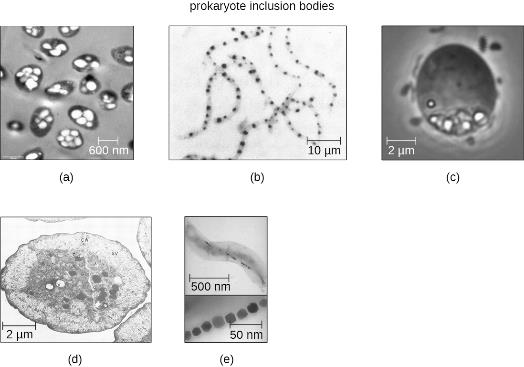 prokaryote inclusion bodies
600 nm
10 µm
2 µm
(a)
(b)
(c)
2 µm
500 nm
50 nm
(d)
(e)